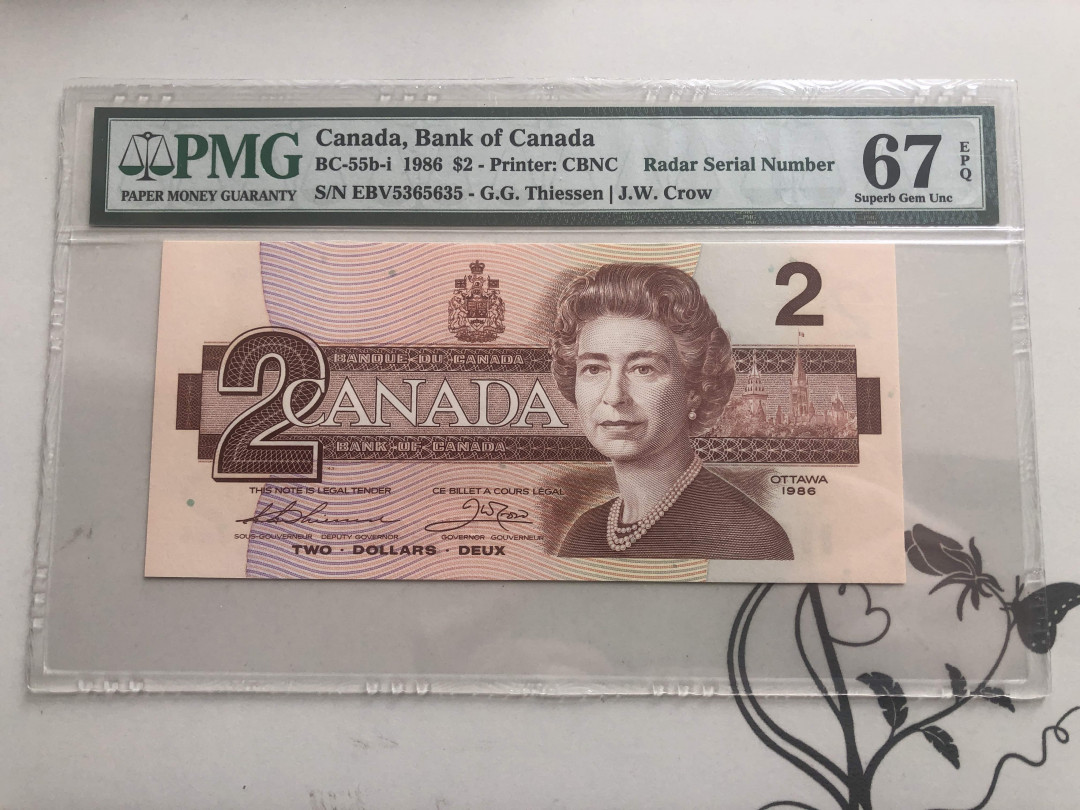 PMG
PAPER MONEY GUARANTY
Canada, Bank of Canada
BC-55b-i 1986 $2 - Printer: CBNC Radar Serial Number
S/N EBV5365635 - G.G. Thiessen | J.W. Crow
67 EPQ
Superb Gem Unc
2
BANQUE·DU·CANADA
2 CANADA
BANK·OF·CANADA
OTTAWA
1986
THIS NOTE IS LEGAL TENDER CE BILLET A COURS LÉGAL
SOUS-GOUVERNEUR DEPUTY GOVERNOR GOVERNOR GOUVERNEUR
TWO · DOLLARS · DEUX